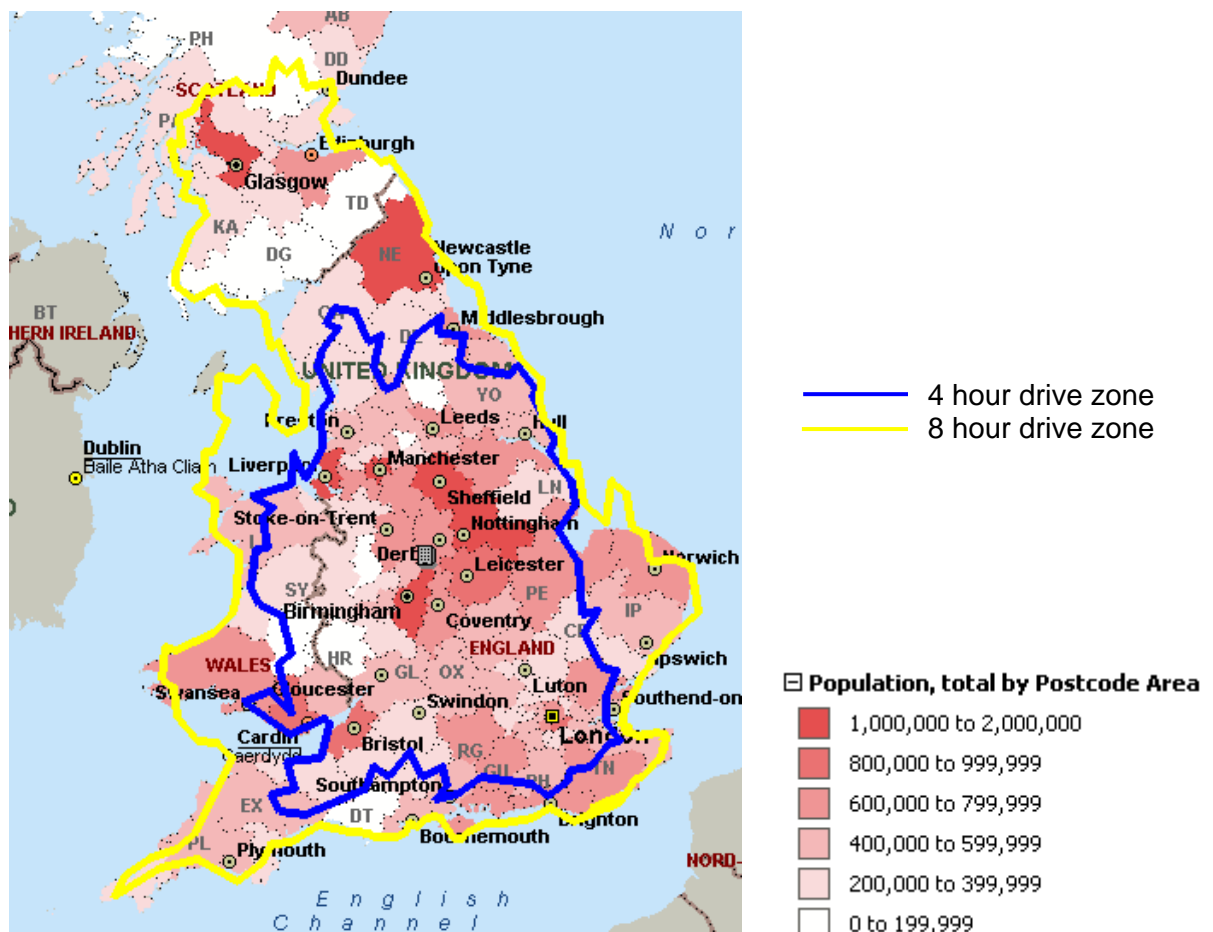 AB
PH
DD
Dundee
SCOTLAND
PA
Edinburgh
Glasgow
TD
KA
DG
N o r
NE
Newcastle
upon Tyne
BT
HERN IRELAND
CA
Middlesbrough
UNITED KINGDOM
YO
Preston
Leeds
Hull
Dublin
Baile Atha Cliath
Liverpool
Manchester
Sheffield
LN
Stoke-on-Trent
Nottingham
Derby
Norwich
Leicester
SY
PE
IP
Birmingham
Coventry
CB
HR
ENGLAND
Ipswich
WALES
GL
OX
Luton
Swansea
Gloucester
Swindon
Southend-on
Cardiff
Caerdydd
Bristol
London
RG
GU
TN
Southampton
RH
EX
DT
Brighton
Bournemouth
PL
Plymouth
NORD-
E n g l i s h
C h a n n e l
4 hour drive zone
8 hour drive zone
Population, total by Postcode Area
1,000,000 to 2,000,000
800,000 to 999,999
600,000 to 799,999
400,000 to 599,999
200,000 to 399,999
0 to 199,999